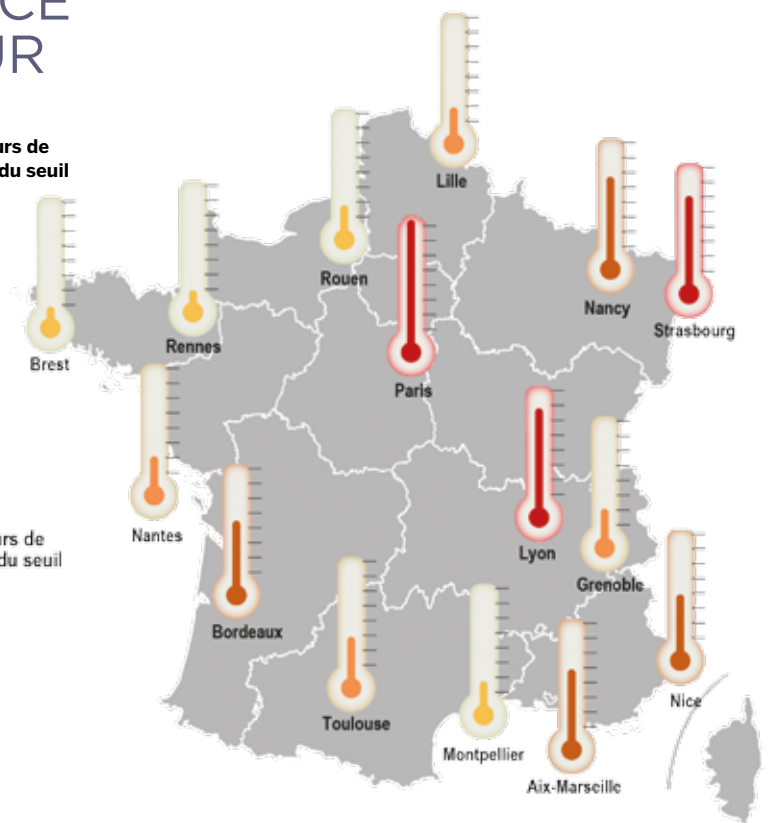 CE
UR
urs de
du seuil
Lille
Rouen
Nancy
Strasbourg
Rennes
Brest
Paris
Nantes
urs de
du seuil
Lyon
Grenoble
Bordeaux
Nice
Toulouse
Montpellier
Aix-Marseille